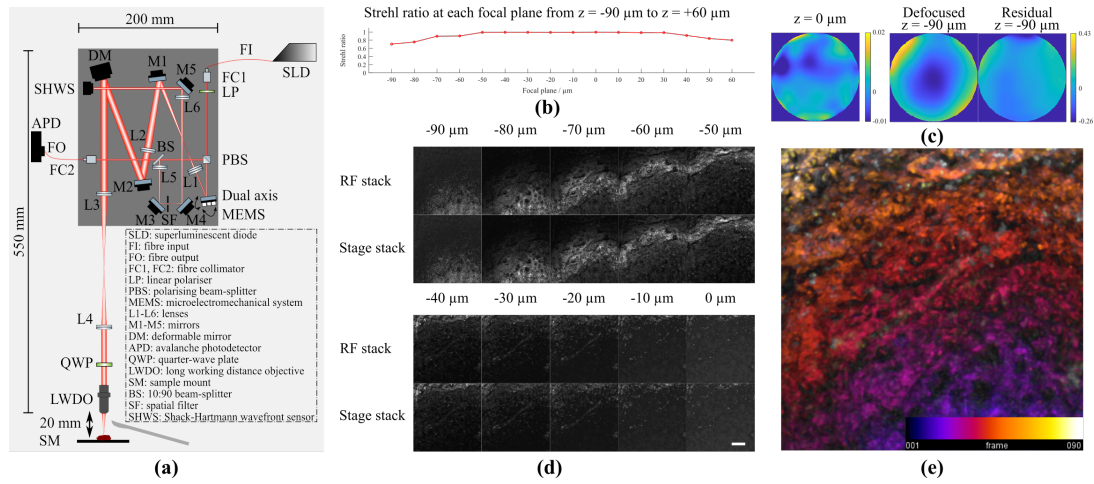 200 mm
DM
M1
M5
FI
SLD
FC1
LP
SHWS
L6
APD
FO
L2
BS
PBS
FC2
L5
L1
M2
L3
Dual axis
MEMS
M3
SF
M4
550 mm
SLD: superluminescent diode
FI: fibre input
FO: fibre output
FC1, FC2: fibre collimator
LP: linear polariser
PBS: polarising beam-splitter
MEMS: microelectromechanical system
L1-L6: lenses
M1-M5: mirrors
DM: deformable mirror
APD: avalanche photodetector
QWP: quarter-wave plate
LWDO: long working distance objective
SM: sample mount
BS: 10:90 beam-splitter
SF: spatial filter
SHWS: Shack-Hartmann wavefront sensor
L4
QWP
LWDO
20 mm
SM
(a)
Strehl ratio at each focal plane from z = -90 µm to z = +60 µm
Strehl ratio
1
0.8
0.6
0.4
0.2
0
-90 -80 -70 -60 -50 -40 -30 -20 -10 0 10 20 30 40 50 60
Focal plane / µm
(b)
z = 0 µm
Defocused
z = -90 µm
Residual
z = -90 µm
0.02
-0.01
0.43
-0.26
(c)
-90 µm -80 µm -70 µm -60 µm -50 µm
RF stack
Stage stack
-40 µm -30 µm -20 µm -10 µm 0 µm
RF stack
Stage stack
(d)
001 frame 090
(e)